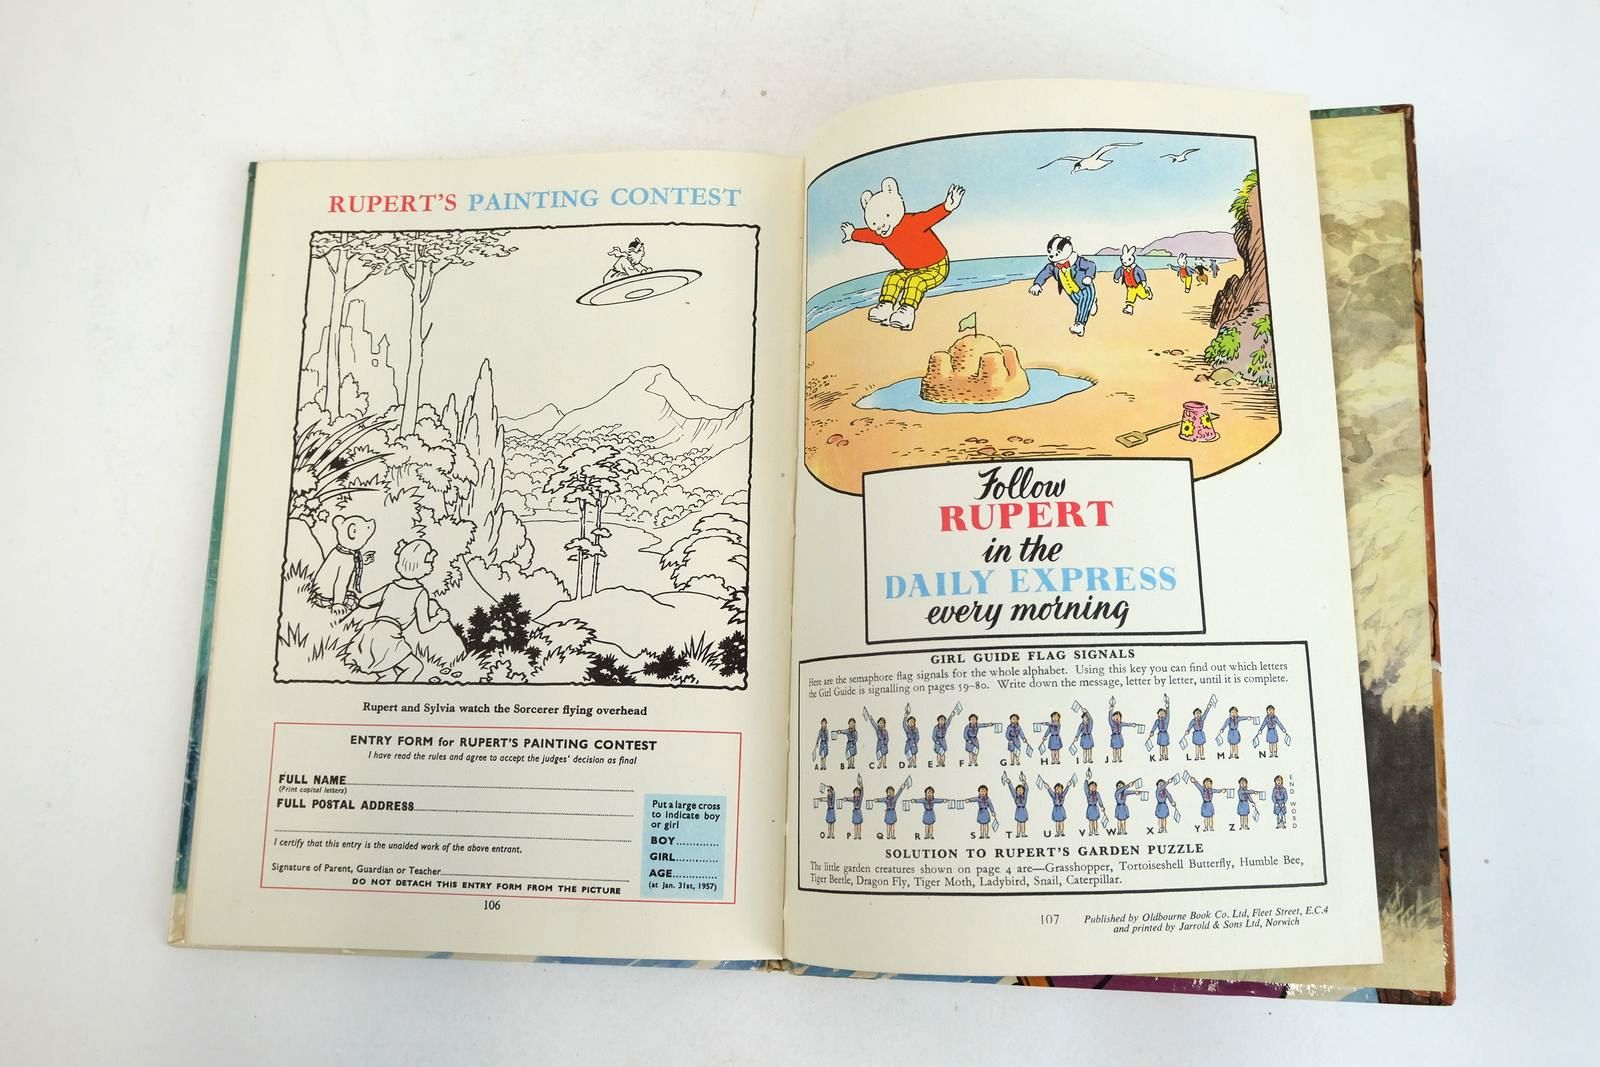 RUPERT'S PAINTING CONTEST
Rupert and Sylvia watch the Sorcerer flying overhead
ENTRY FORM for RUPERT'S PAINTING CONTEST
I have read the rules and agree to accept the judges' decision as final
FULL NAME
(Print capital letters)
FULL POSTAL ADDRESS
I certify that this entry is the unaided work of the above entrant.
Signature of Parent, Guardian or Teacher
DO NOT DETACH THIS ENTRY FORM FROM THE PICTURE
Put a large cross
to indicate boy
or girl
BOY
GIRL
AGE
(at Jan. 31st, 1957)
106
Follow
RUPERT
in the
DAILY EXPRESS
every morning
GIRL GUIDE FLAG SIGNALS
Here are the semaphore flag signals for the whole alphabet. Using this key you can find out which letters
the Girl Guide is signalling on pages 59-80. Write down the message, letter by letter, until it is complete.
A B C D E F G H I J K L M N
O P Q R S T U V W X Y Z END WORD
SOLUTION TO RUPERT'S GARDEN PUZZLE
The little garden creatures shown on page 4 are—Grasshopper, Tortoiseshell Butterfly, Humble Bee,
Tiger Beetle, Dragon Fly, Tiger Moth, Ladybird, Snail, Caterpillar.
107
Published by Oldbourne Book Co. Ltd, Fleet Street, E.C.4
and printed by Jarrold & Sons Ltd, Norwich